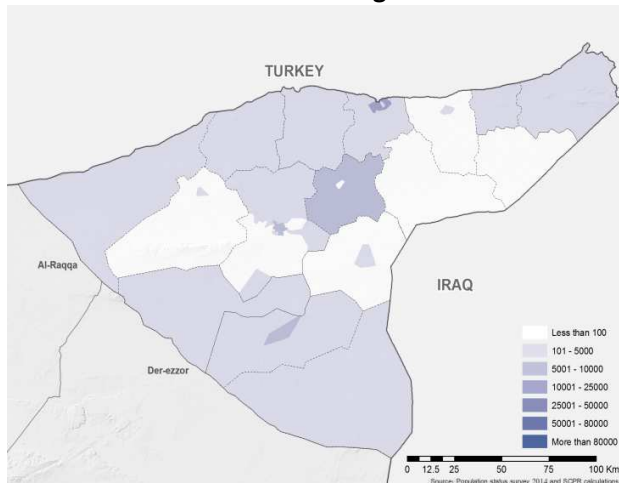 TURKEY
Al-Raqqa
IRAQ
Der-ezzor
Less than 100
101 - 5000
5001 - 10000
10001 - 25000
25001 - 50000
50001 - 80000
More than 80000
0 12.5 25 50 75 100 Km
Source: Population status survey 2014 and SCPR calculations